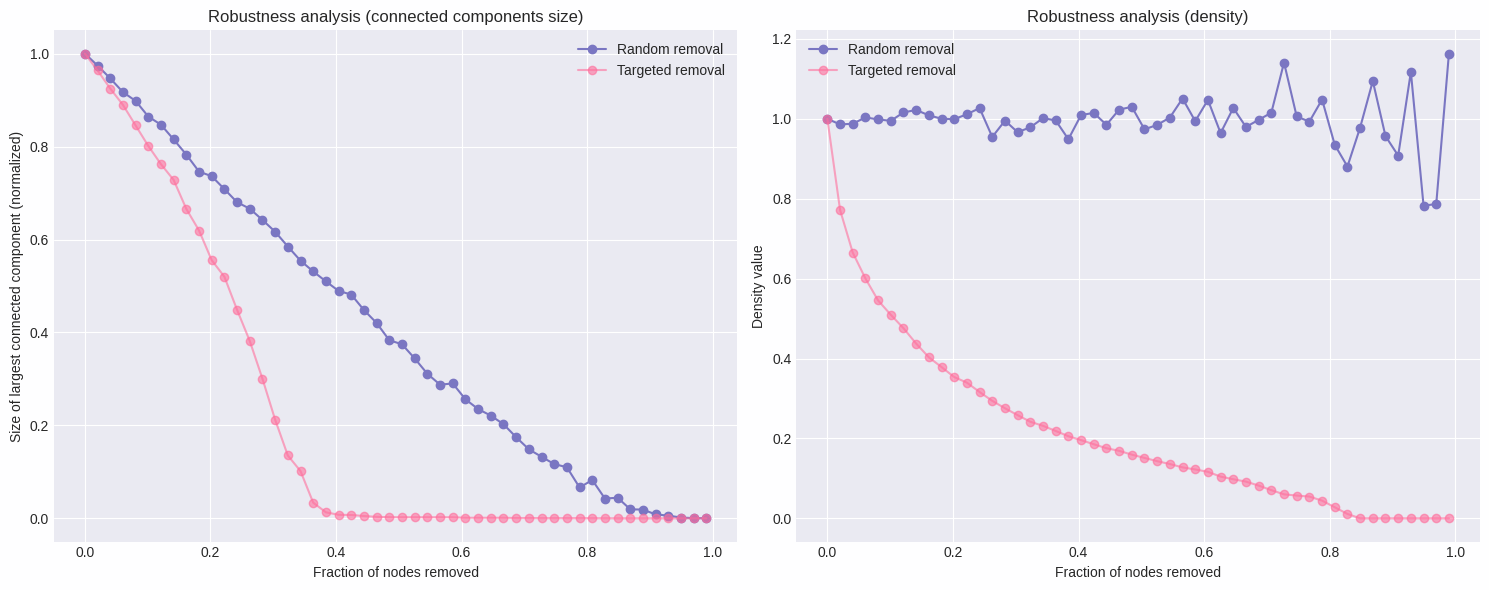 Robustness analysis (connected components size)
Random removal
Targeted removal
Size of largest connected component (normalized)
1.0
0.8
0.6
0.4
0.2
0.0
0.0 0.2 0.4 0.6 0.8 1.0
Fraction of nodes removed
Robustness analysis (density)
Random removal
Targeted removal
Density value
1.2
1.0
0.8
0.6
0.4
0.2
0.0
0.0 0.2 0.4 0.6 0.8 1.0
Fraction of nodes removed